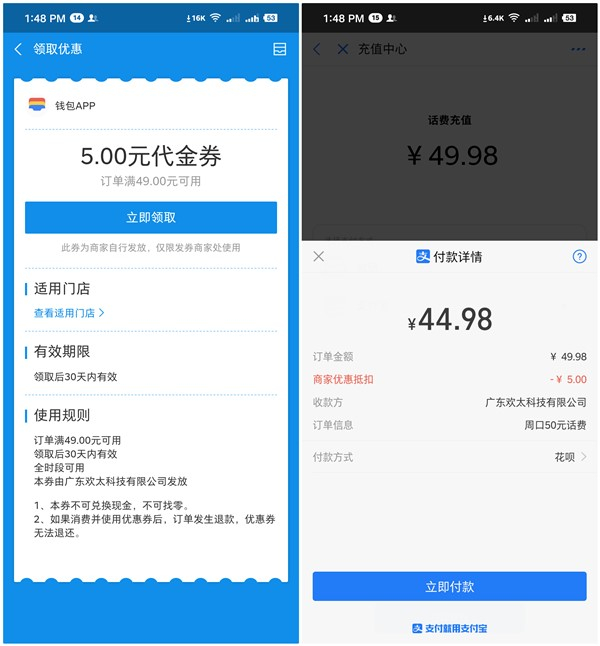 1:48 PM 14 16K 53
领取优惠
钱包APP
5.00元代金券
订单满49.00元可用
立即领取
此券为商家自行发放，仅限发券商家处使用
适用门店
查看适用门店
有效期限
领取后30天内有效
使用规则
订单满49.00元可用
领取后30天内有效
全时段可用
本券由广东欢太科技有限公司发放
1、本券不可兑换现金，不可找零。
2、如果消费并使用优惠券后，订单发生退款，优惠券
无法退还。
1:48 PM 15 6.4K 53
充值中心
话费充值
¥ 49.98
付款详情
¥44.98
订单金额 ¥ 49.98
商家优惠抵扣 -¥ 5.00
收款方 广东欢太科技有限公司
订单信息 周口50元话费
付款方式 花呗
立即付款
支付就用支付宝